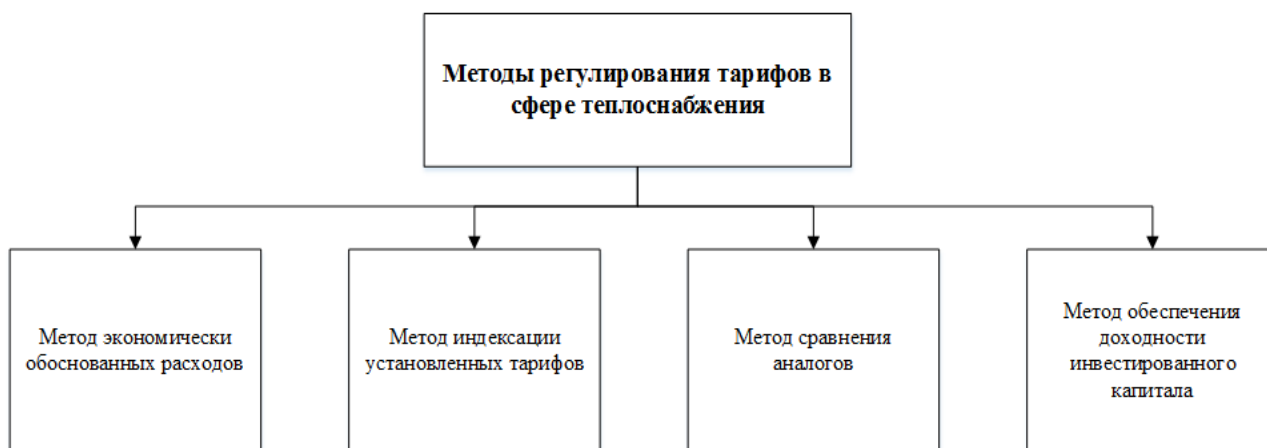 Методы регулирования тарифов в
сфере теплоснабжения
Метод экономически
обоснованных расходов
Метод индексации
установленных тарифов
Метод сравнения
аналогов
Метод обеспечения
доходности
инвестированного
капитала